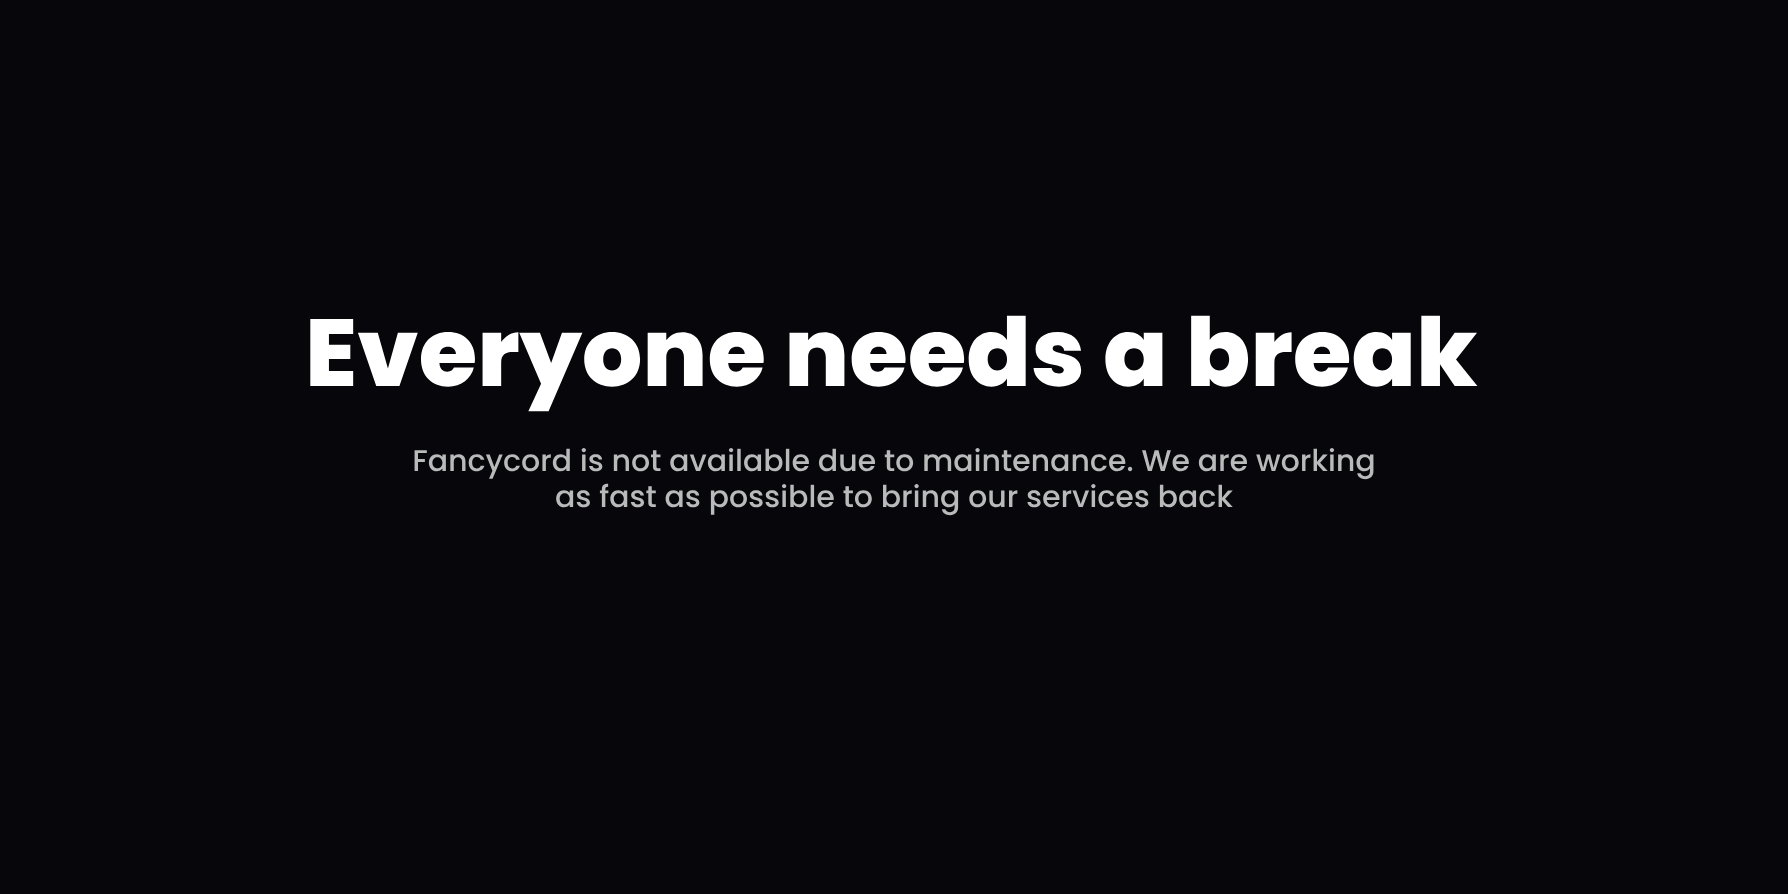 Everyone needs a break
Fancycord is not available due to maintenance. We are working
as fast as possible to bring our services back